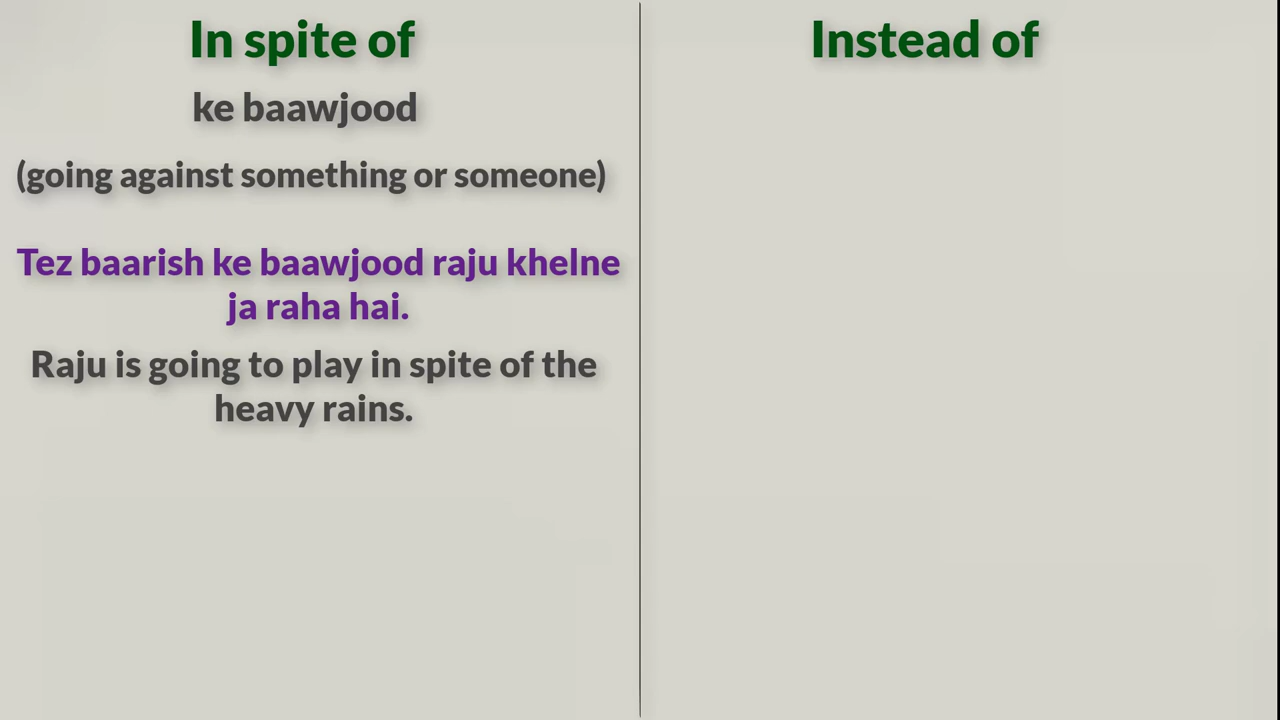 In spite of
ke baawjood
(going against something or someone)
Tez baarish ke baawjood raju khelne
ja raha hai.
Raju is going to play in spite of the
heavy rains.
Instead of